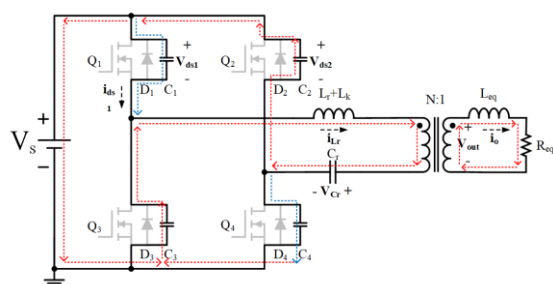 + +
Q1 Vds1 Q2 Vds2
- -
ids D1 C1 D2 C2
1
Lr+Lk N:1 Leq
+
VS
-
iLr + io
Vout Req
Cr -
- VCr +
Q3 Q4
D3 C3 D4 C4